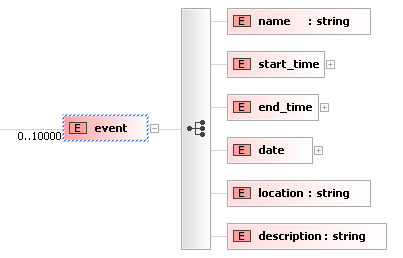 E name : string
E start_time
E end_time
E event
0..10000
E date
E location : string
E description : string